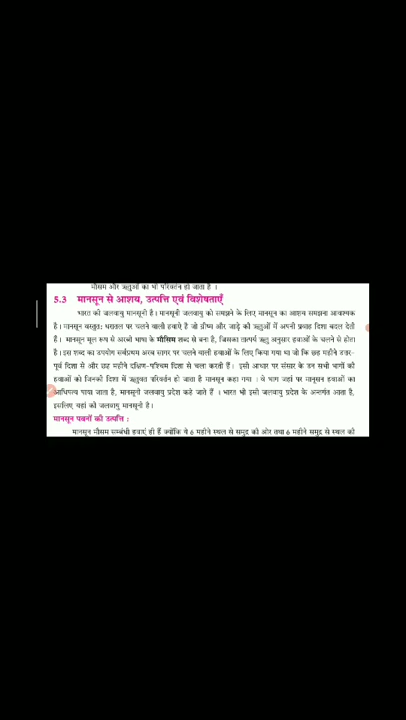 मौसम और ऋतुओं का भी परिवर्तन हो जाता है ।
5.3 मानसून से आशय, उत्पत्ति एवं विशेषताएँ
भारत की जलवायु मानसूनी है। मानसूनी जलवायु को समझने के लिए मानसून का आशय समझना आवश्यक
है। मानसून वस्तुतः धरातल पर चलने वाली हवाएं है जो ग्रीष्म और जाड़े की ऋतुओं में अपनी प्रवाह दिशा बदल देती
हैं। मानसून मूल रूप से अरबी भाषा के मौसिम शब्द से बना है, जिसका तात्पर्य ऋतु अनुसार हवाओं के चलने से होता
है। इस शब्द का उपयोग सर्वप्रथम अरब सागर पर चलने वाली हवाओं के लिए किया गया था जो कि छह महीने उत्तर-
पूर्व दिशा से और छह महीने दक्षिण-पश्चिम दिशा से चला करती हैं। इसी आधार पर संसार के उन सभी भागों की
हवाओं को जिनकी दिशा में ऋतुवत परिवर्तन हो जाता है मानसून कहा गया । वे भाग जहां पर मानूसन हवाओं का
आधिपत्य पाया जाता है, मानसूनी जलवायु प्रदेश कहे जाते हैं । भारत भी इसी जलवायु प्रदेश के अन्तर्गत आता है,
इसलिए यहां की जलवायु मानसूनी है।
मानसून पवनों की उत्पत्ति :
मानसून मौसम सम्बंधी हवाएं ही हैं क्योंकि ये 6 महीने स्थल से समुद्र की ओर तथा 6 महीने समुद्र से स्थल की